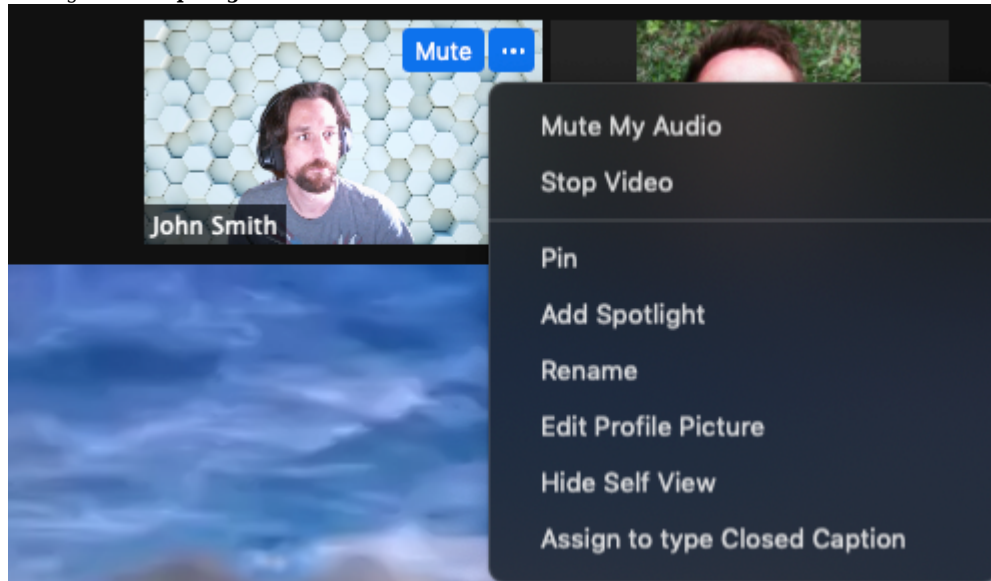 Mute ...
John Smith
Mute My Audio
Stop Video
Pin
Add Spotlight
Rename
Edit Profile Picture
Hide Self View
Assign to type Closed Caption